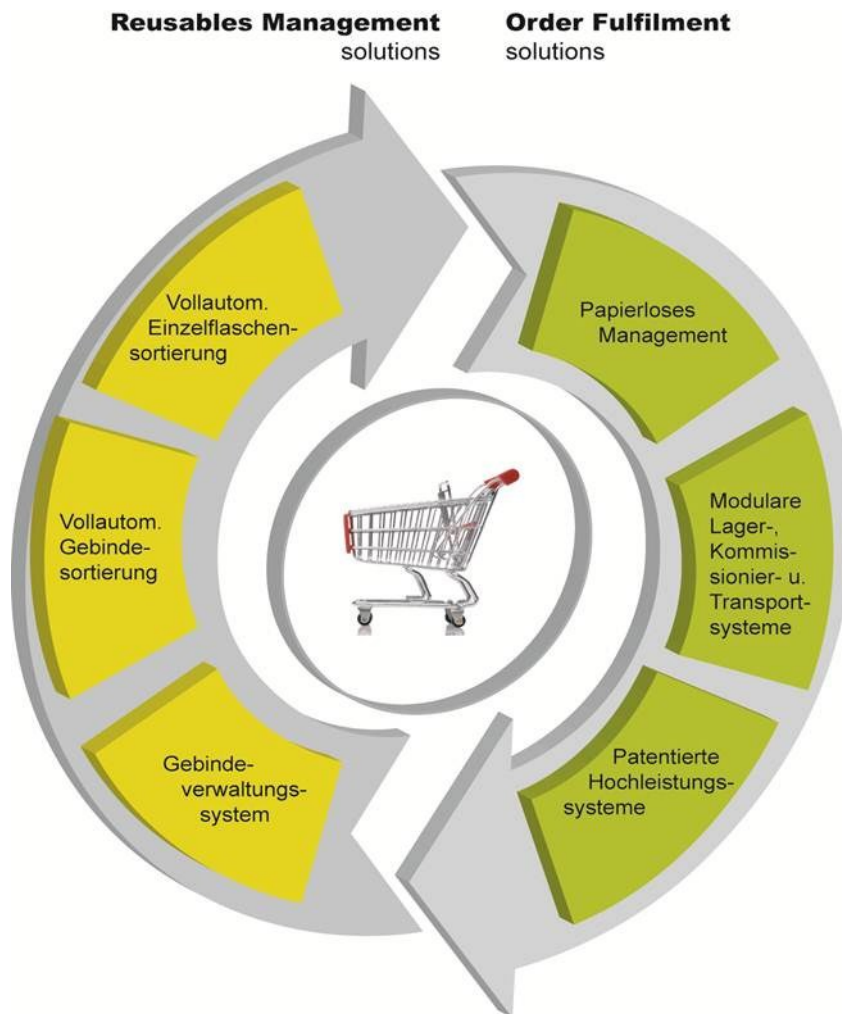 Reusables Management
solutions
Order Fulfilment
solutions
Vollautom.
Einzelflaschen-
sortierung
Vollautom.
Gebinde-
sortierung
Gebinde-
verwaltungs-
system
Papierloses
Management
Modulare
Lager-,
Kommis-
sionier- u.
Transport-
systeme
Patentierte
Hochleistungs-
systeme